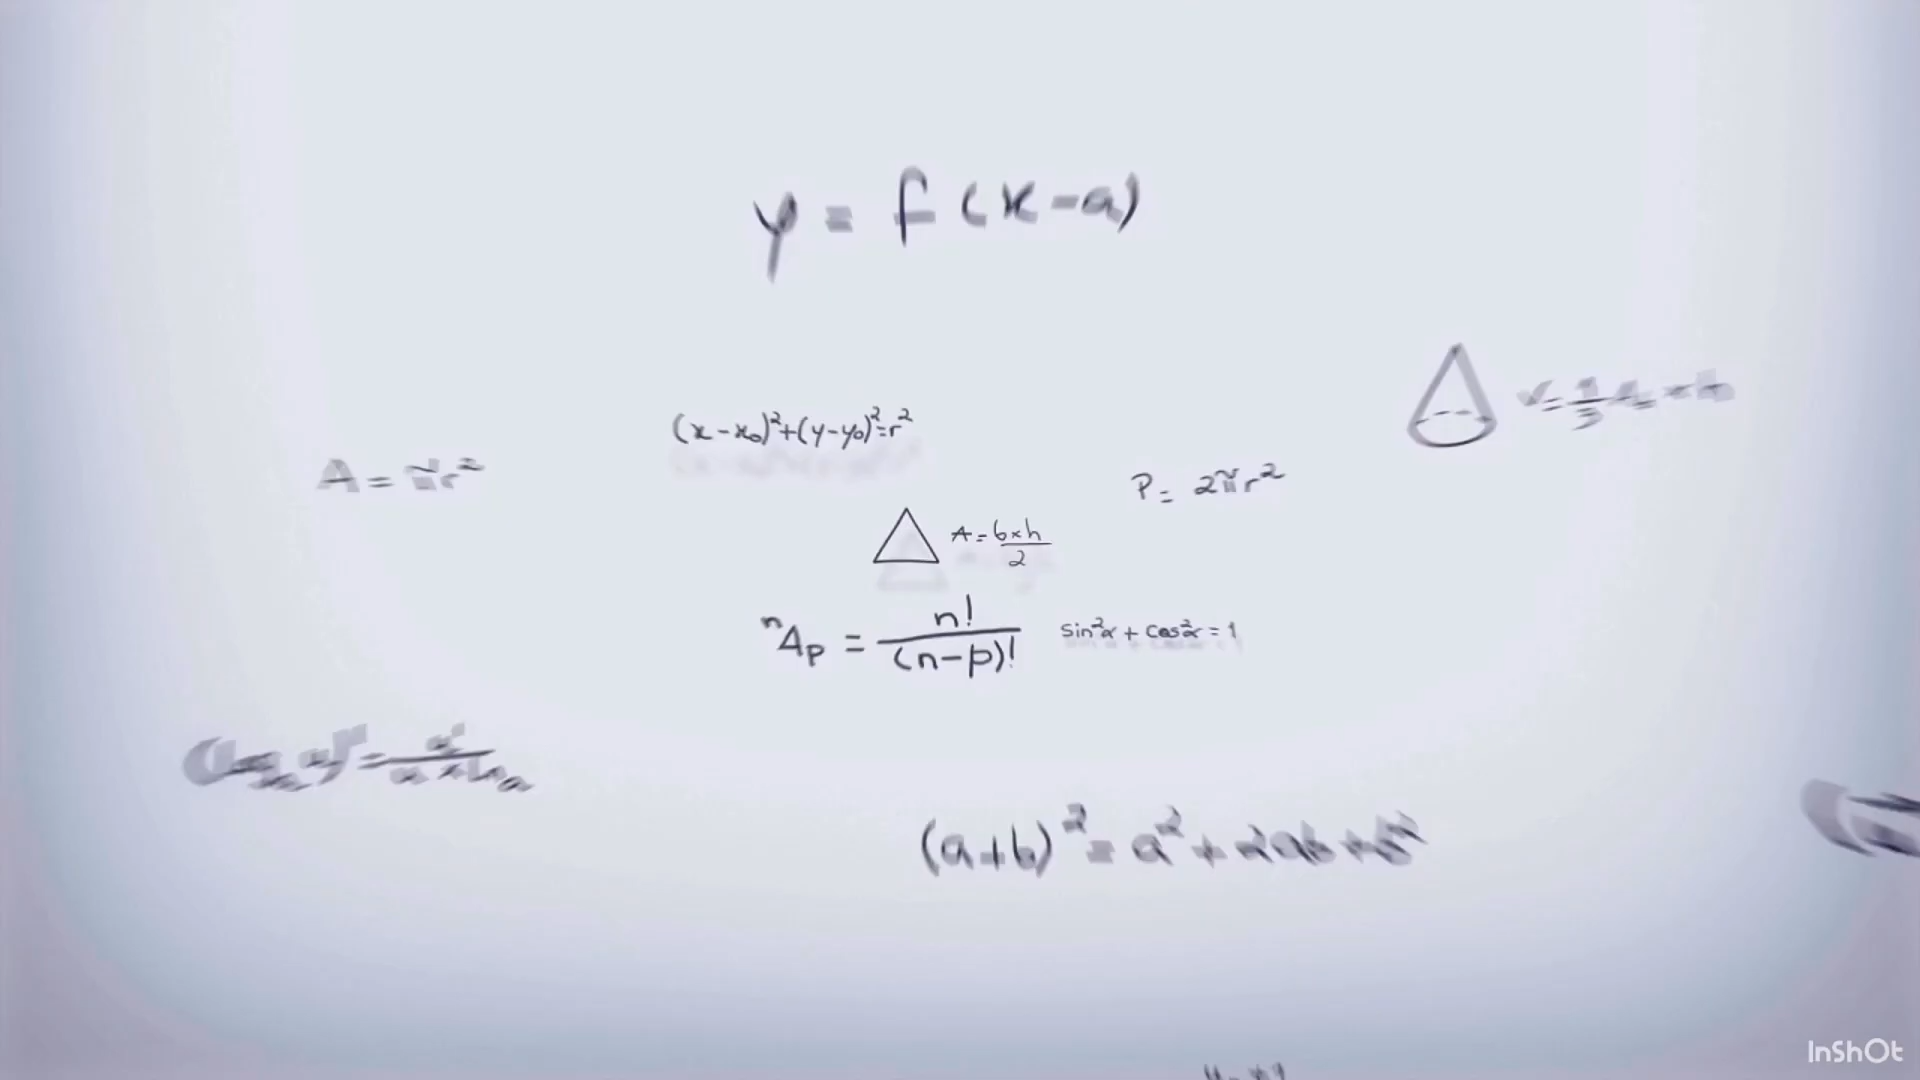 y = f(x-a)
(x-x₀)²+(y-y₀)²=r²
A = πr²
P = 2πr²
A = b×h/2
ⁿAp = n!/(n-p)!
sin²α + cos²α = 1
(a+b)² = a² + 2ab + b²
InShOt